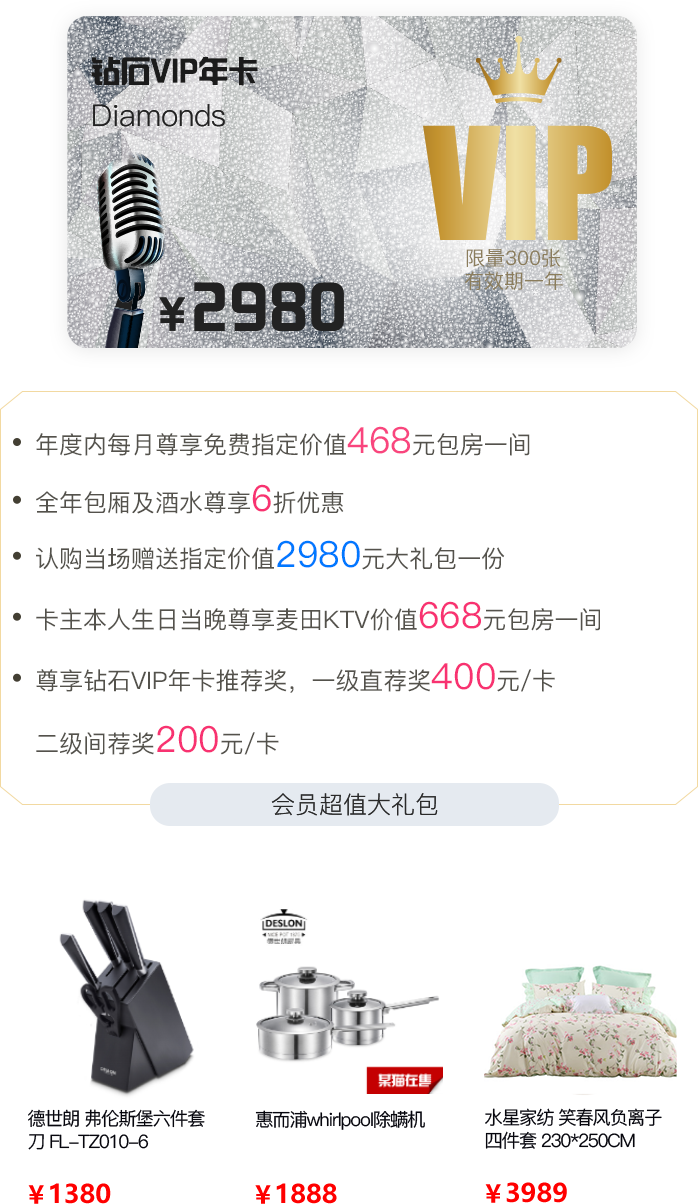 钻石VIP年卡
Diamonds
VIP
限量300张
有效期一年
¥2980
年度内每月尊享免费指定价值468元包房一间
全年包厢及酒水尊享6折优惠
认购当场赠送指定价值2980元大礼包一份
卡主本人生日当晚尊享麦田KTV价值668元包房一间
尊享钻石VIP年卡推荐奖，一级直荐奖400元/卡
二级间荐奖200元/卡
会员超值大礼包
DESLON
德世朗厨具
某猫在售
德世朗 弗伦斯堡六件套
刀 FL-TZ010-6
¥1380
惠而浦whirlpool除螨机
¥1888
水星家纺 笑春风负离子
四件套 230*250CM
¥3989